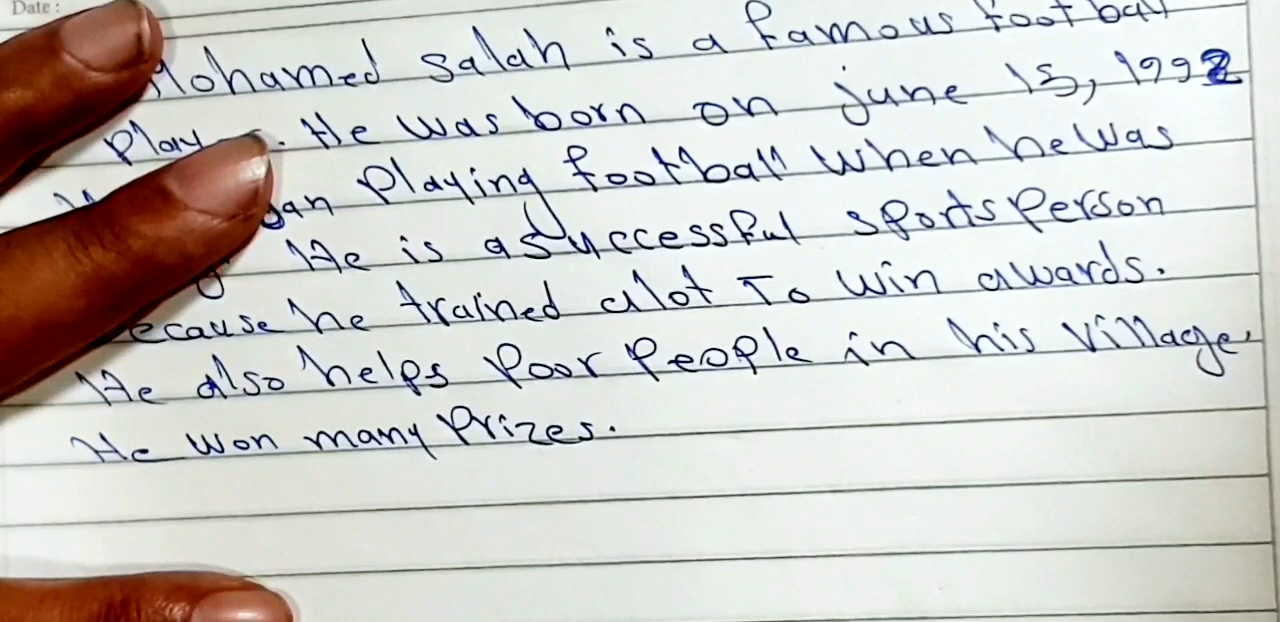 Date :
Mohamed salah is a famous football
Play . He was born on june 15, 1992
gan Playing football when he was
He is a successful sports Person
ecause he trained alot To win awards.
He also helps Poor People in his village.
He won many Prizes.